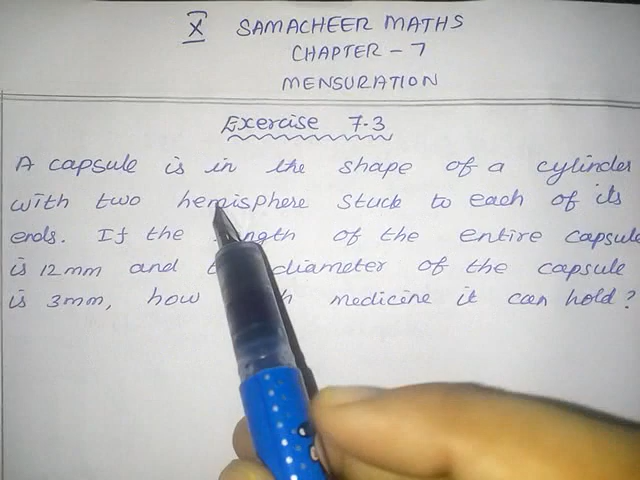 X SAMACHEER MATHS
CHAPTER - 7
MENSURATION
Exercise 7.3
A capsule is in the shape of a cylinder
with two hemisphere stuck to each of its
ends. If the length of the entire capsule
is 12mm and diameter of the capsule
is 3mm, how medicine it can hold?